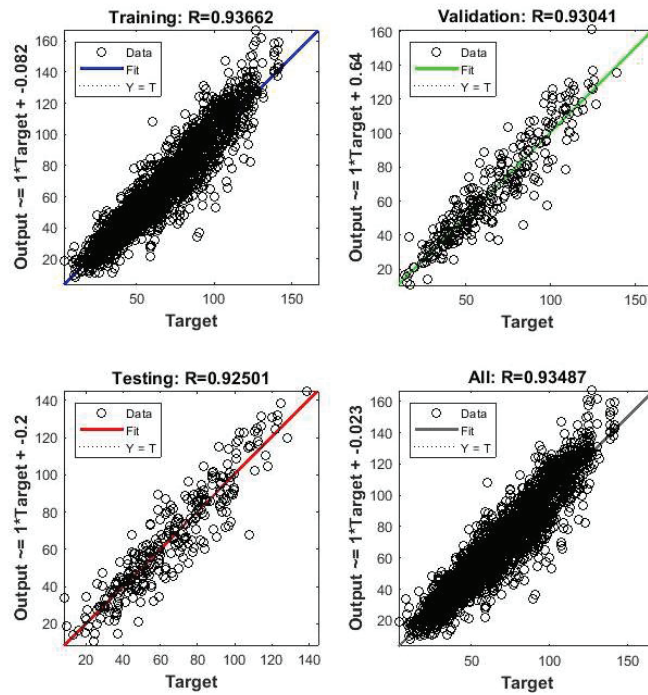 Training: R=0.93662
Data
Fit
Y = T
Output ~= 1*Target + -0.082
160
140
120
100
80
60
40
20
50
100
150
Target
Validation: R=0.93041
Data
Fit
Y = T
Output ~= 1*Target + 0.64
160
140
120
100
80
60
40
20
50
100
150
Target
Testing: R=0.92501
Data
Fit
Y = T
Output ~= 1*Target + -0.2
140
120
100
80
60
40
20
20
40
60
80
100
120
140
Target
All: R=0.93487
Data
Fit
Y = T
Output ~= 1*Target + -0.023
160
140
120
100
80
60
40
20
50
100
150
Target